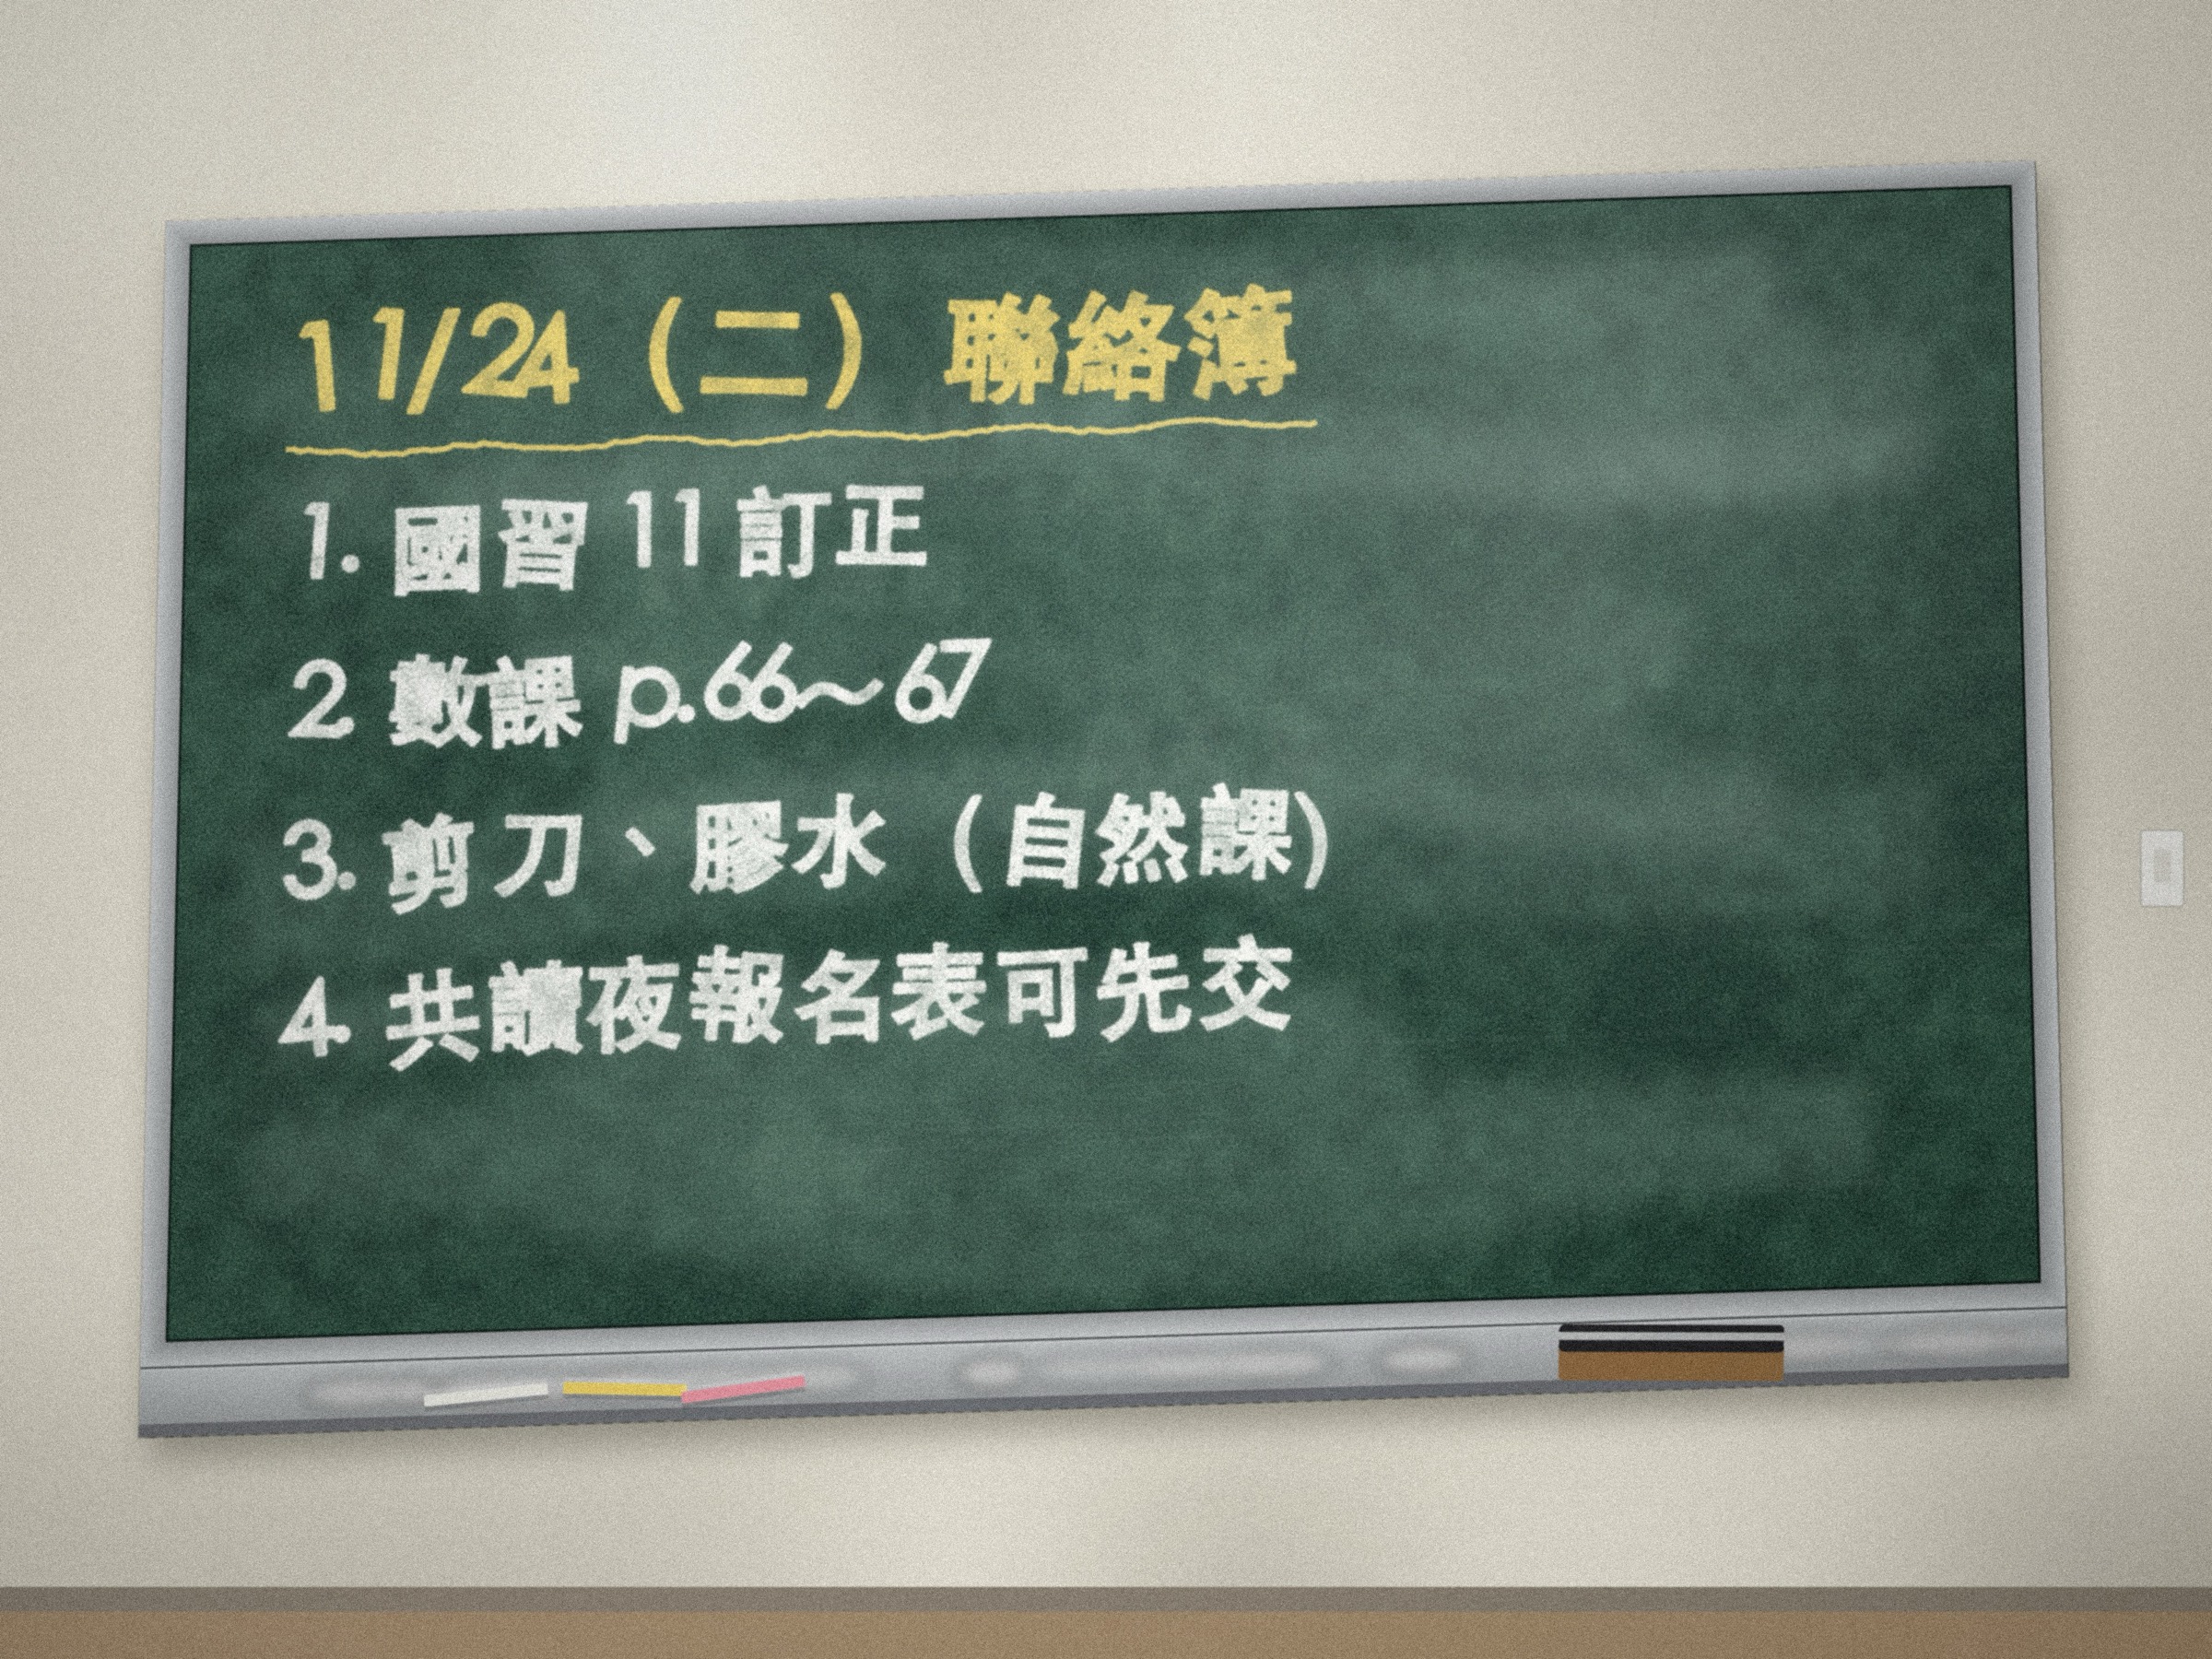 11/24（二）聯絡簿
1. 國習 11 訂正
2. 數課 p.66～67
3. 剪刀、膠水（自然課）
4. 共讀夜報名表可先交